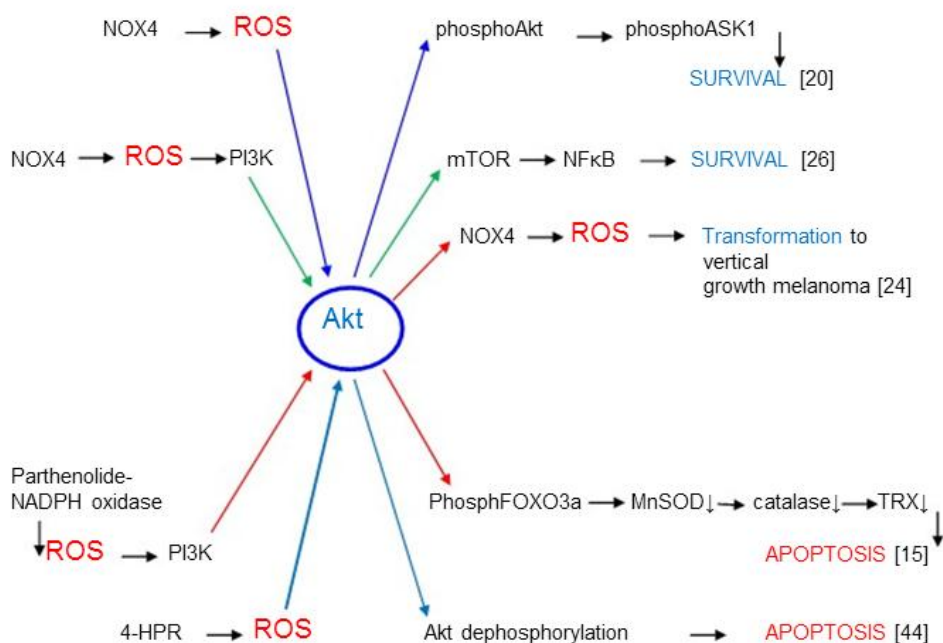 NOX4 → ROS
phosphoAkt → phosphoASK1
SURVIVAL [20]
NOX4 → ROS → PI3K
mTOR → NFκB → SURVIVAL [26]
NOX4 → ROS → Transformation to
vertical
growth melanoma [24]
Akt
Parthenolide-
NADPH oxidase
ROS → PI3K
PhosphFOXO3a → MnSOD↓ → catalase↓ → TRX↓
APOPTOSIS [15]
4-HPR → ROS
Akt dephosphorylation → APOPTOSIS [44]